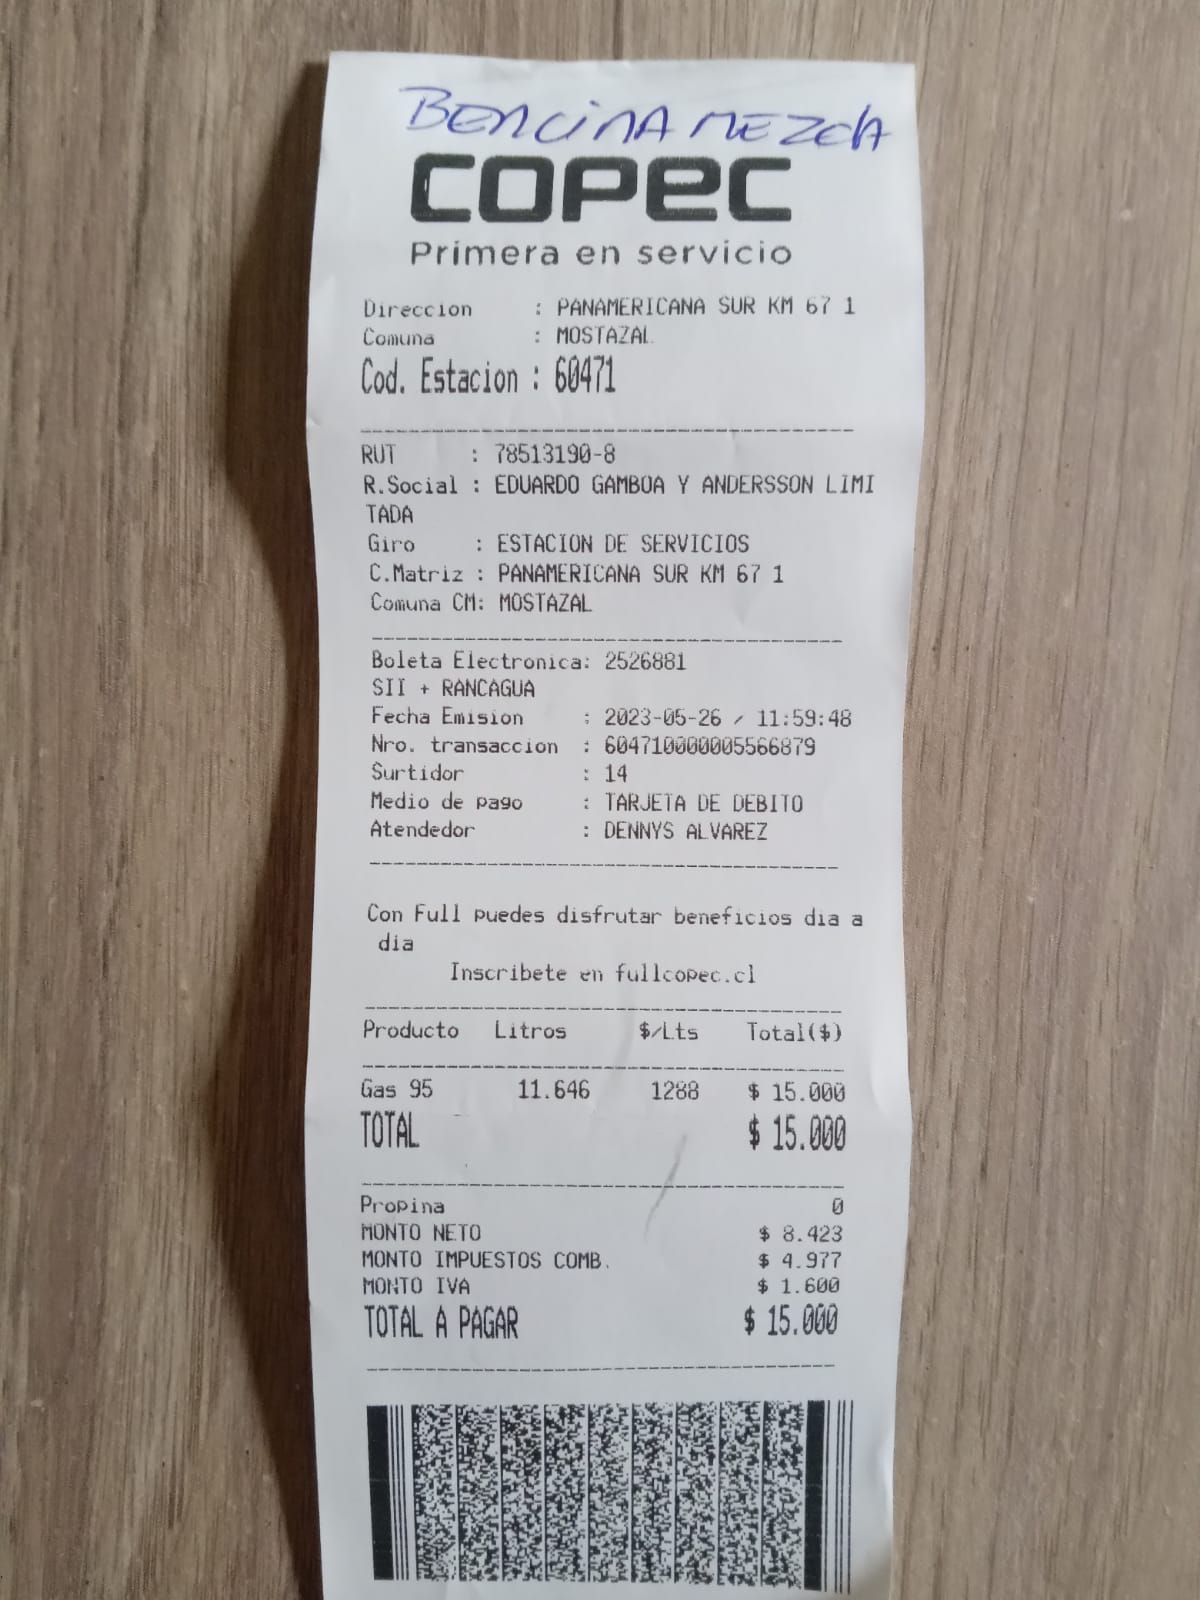 BENCINA MEZCLA
COPEC
Primera en servicio
Direccion : PANAMERICANA SUR KM 67 1
Comuna : MOSTAZAL
Cod. Estacion : 60471
RUT : 78513190-8
R.Social : EDUARDO GAMBOA Y ANDERSSON LIMI
TADA
Giro : ESTACION DE SERVICIOS
C.Matriz : PANAMERICANA SUR KM 67 1
Comuna CM: MOSTAZAL
Boleta Electronica: 2526881
SII + RANCAGUA
Fecha Emision : 2023-05-26 / 11:59:48
Nro. transaccion : 604710000005566879
Surtidor : 14
Medio de pago : TARJETA DE DEBITO
Atendedor : DENNYS ALVAREZ
Con Full puedes disfrutar beneficios dia a
dia
Inscribete en fullcopec.cl
Producto Litros $/Lts Total($)
Gas 95 11.646 1288 $ 15.000
TOTAL $ 15.000
Propina 0
MONTO NETO $ 8.423
MONTO IMPUESTOS COMB. $ 4.977
MONTO IVA $ 1.600
TOTAL A PAGAR $ 15.000